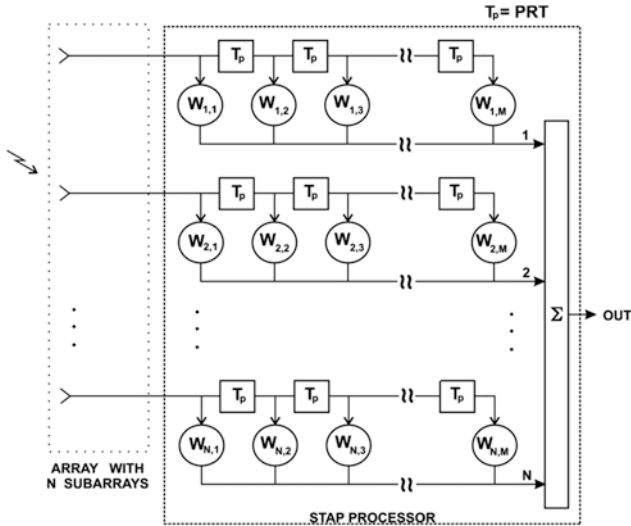 Tp = PRT
Tp Tp Tp
W1,1 W1,2 W1,3 W1,M
1
Tp Tp Tp
W2,1 W2,2 W2,3 W2,M
2
Σ OUT
Tp Tp Tp
WN,1 WN,2 WN,3 WN,M
N
ARRAY WITH
N SUBARRAYS
STAP PROCESSOR